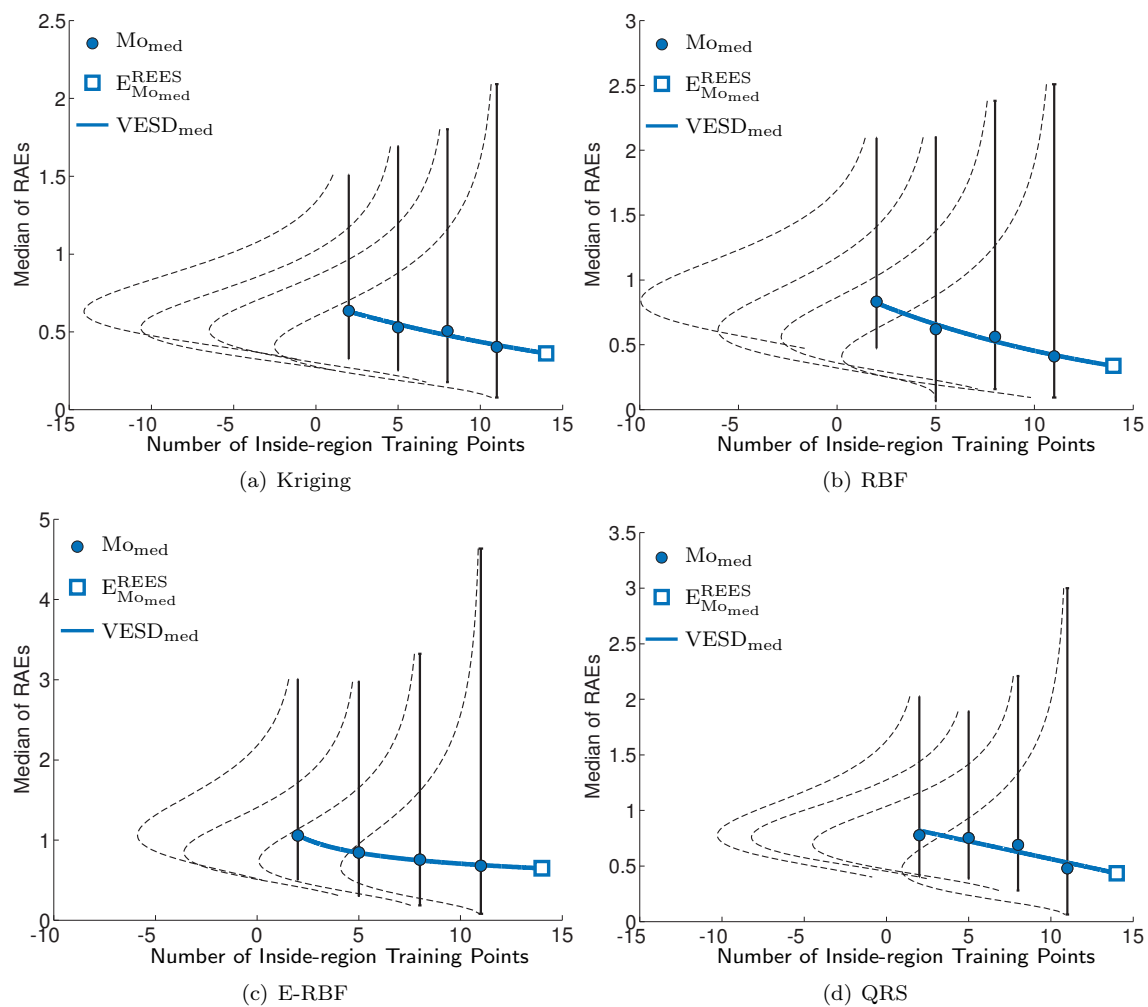 2.5
2
1.5
1
0.5
0
Median of RAEs
Mo_med
E^REES_Mo_med
VESD_med
-15 -10 -5 0 5 10 15
Number of Inside-region Training Points
(a) Kriging
3
2.5
2
1.5
1
0.5
0
Median of RAEs
Mo_med
E^REES_Mo_med
VESD_med
-10 -5 0 5 10 15
Number of Inside-region Training Points
(b) RBF
5
4
3
2
1
0
Median of RAEs
Mo_med
E^REES_Mo_med
VESD_med
-10 -5 0 5 10 15
Number of Inside-region Training Points
(c) E-RBF
3.5
3
2.5
2
1.5
1
0.5
0
Median of RAEs
Mo_med
E^REES_Mo_med
VESD_med
-15 -10 -5 0 5 10 15
Number of Inside-region Training Points
(d) QRS